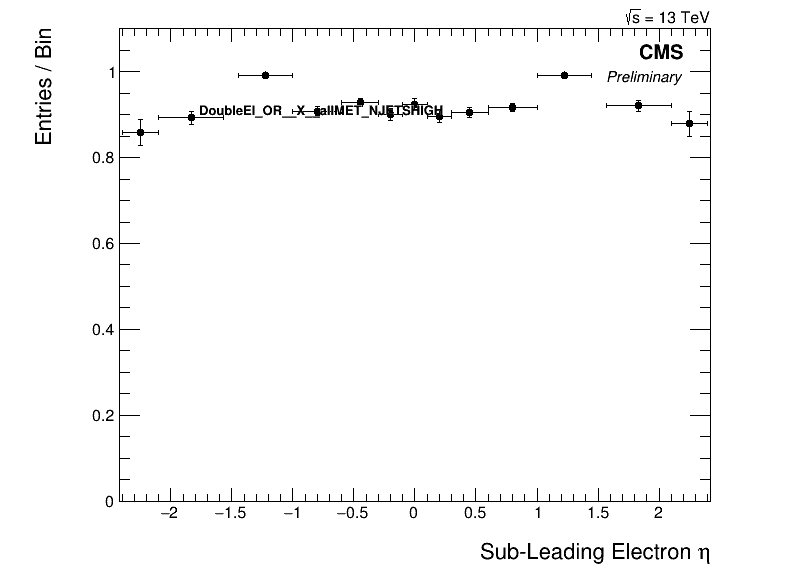 √s = 13 TeV
CMS
Preliminary
Entries / Bin
DoubleEl_OR__X__allMET_NJETSHIGH
1
0.8
0.6
0.4
0.2
0
−2 −1.5 −1 −0.5 0 0.5 1 1.5 2
Sub-Leading Electron η